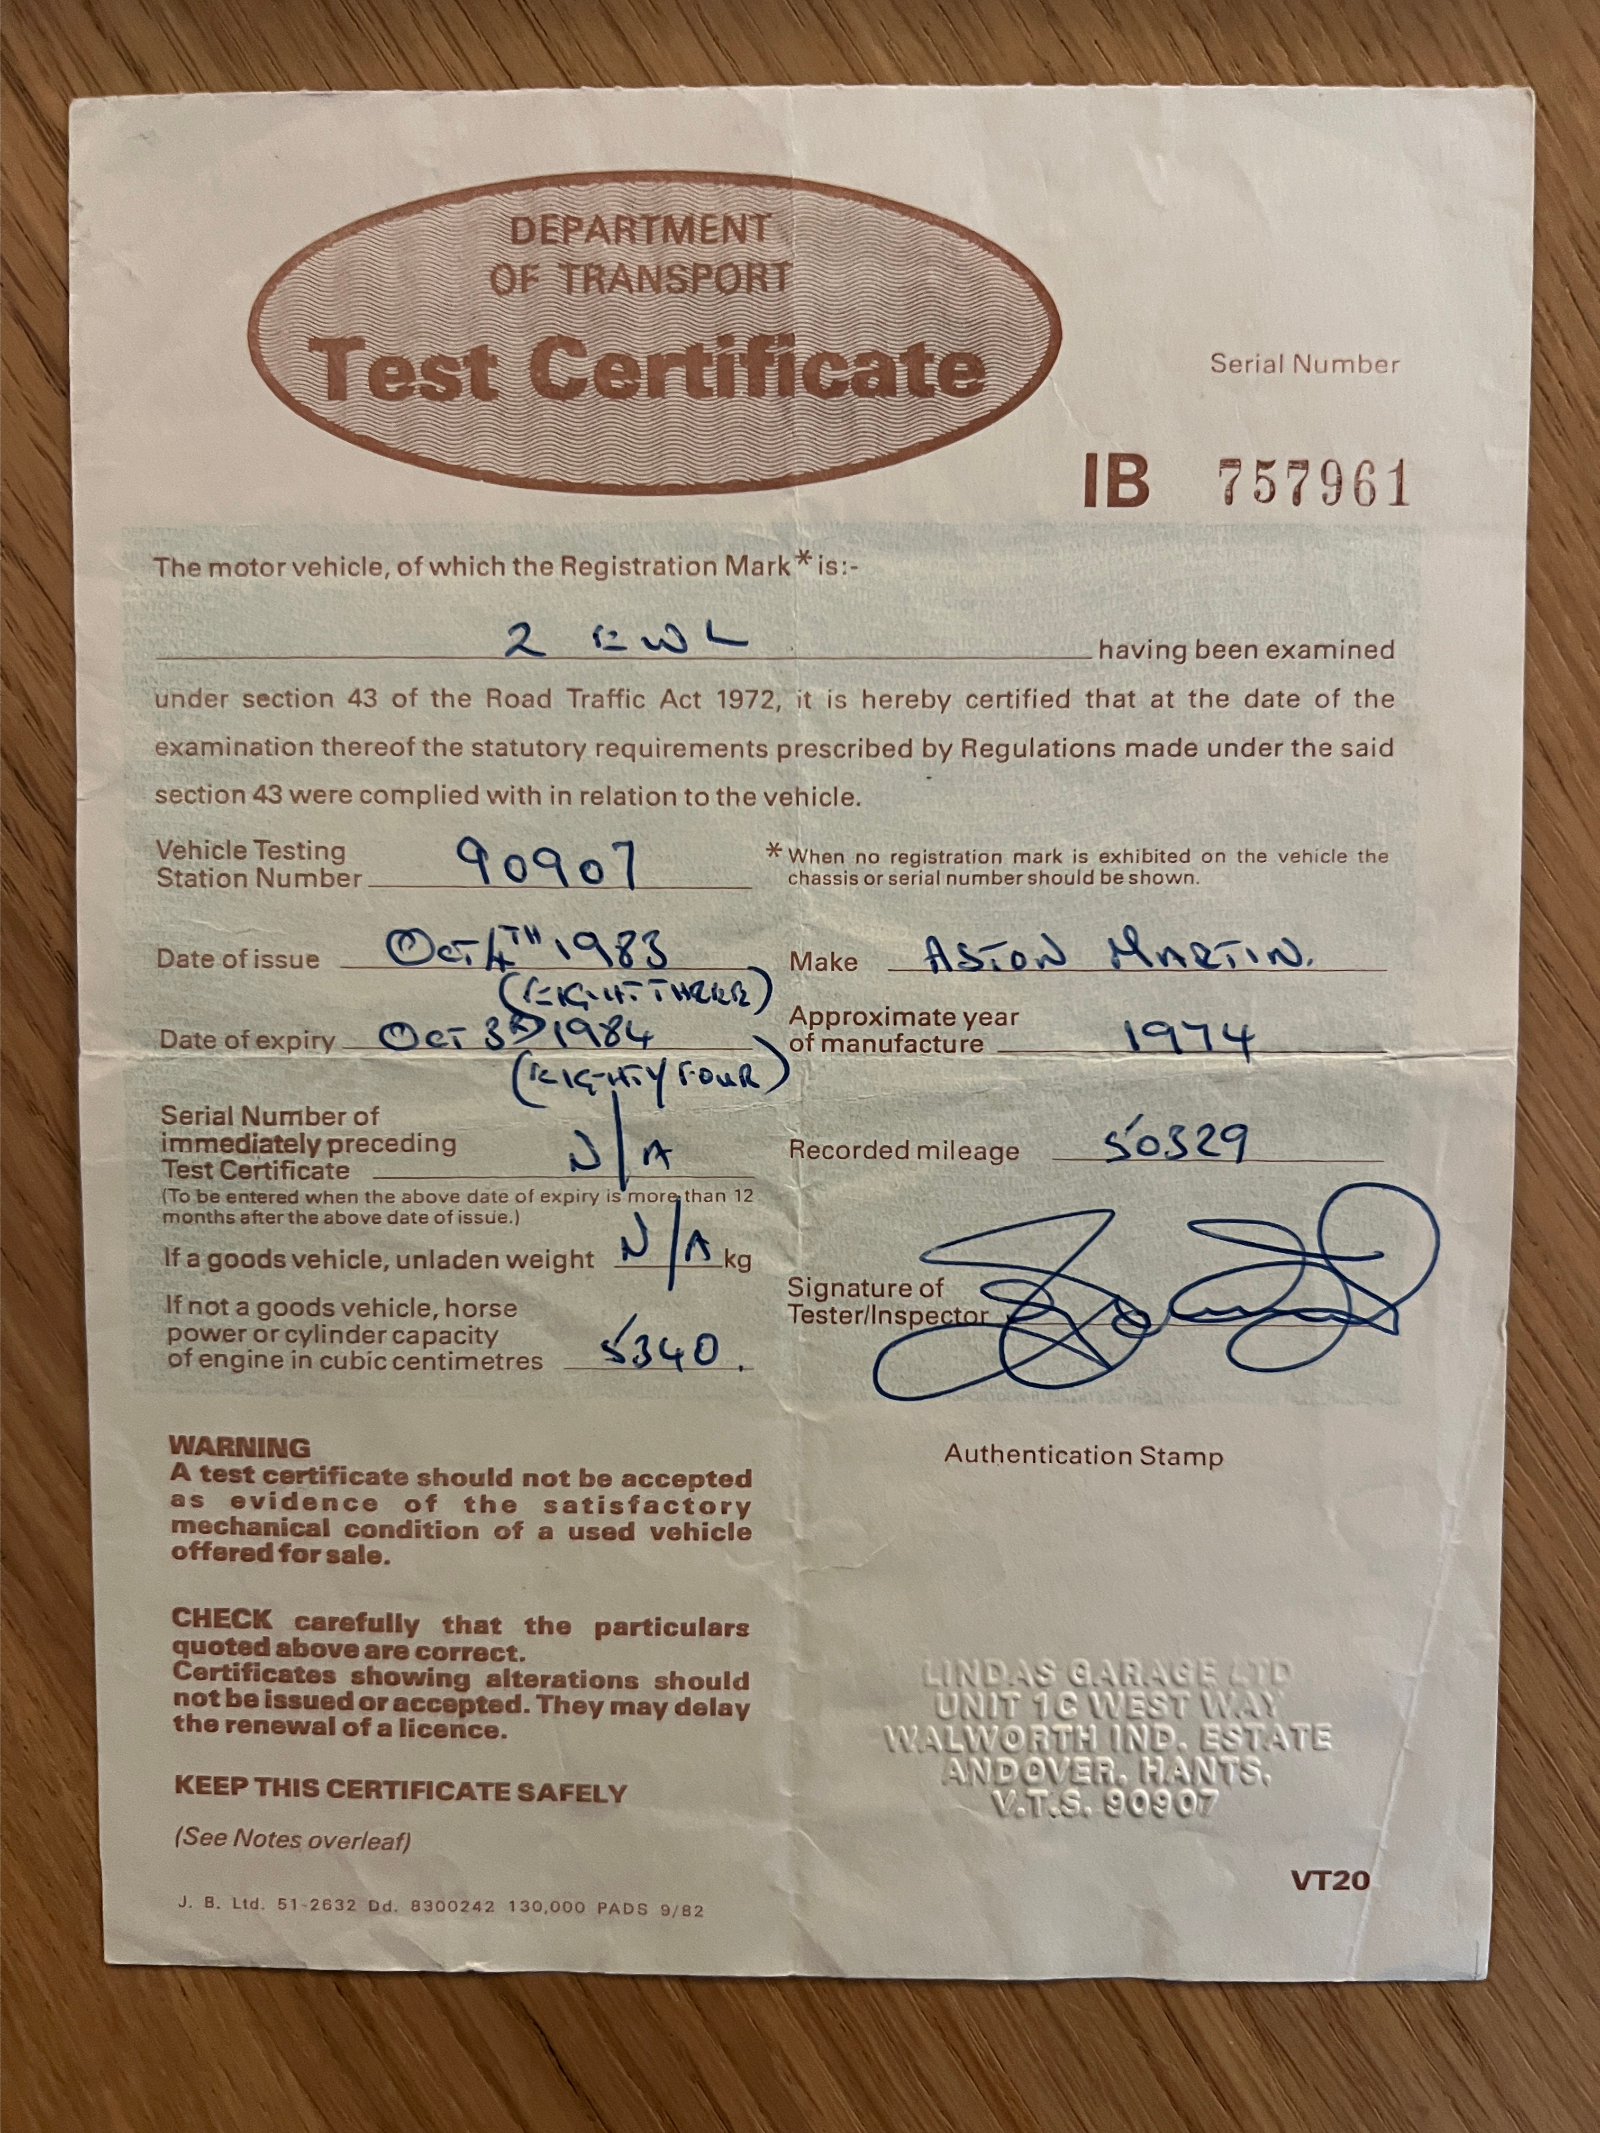 DEPARTMENT
OF TRANSPORT
Test Certificate
Serial Number
IB 757961
The motor vehicle, of which the Registration Mark* is:-
2 EWL having been examined
under section 43 of the Road Traffic Act 1972, it is hereby certified that at the date of the
examination thereof the statutory requirements prescribed by Regulations made under the said
section 43 were complied with in relation to the vehicle.
Vehicle Testing
Station Number 90907
* When no registration mark is exhibited on the vehicle the
chassis or serial number should be shown.
Date of issue Oct 4TH 1983
(EIGHT THREE)
Make ASTON MARTIN.
Date of expiry Oct 3RD 1984
(EIGHTY FOUR)
Approximate year
of manufacture 1974
Serial Number of
immediately preceding
Test Certificate N/A
(To be entered when the above date of expiry is more than 12
months after the above date of issue.)
Recorded mileage 50329
If a goods vehicle, unladen weight N/A kg
If not a goods vehicle, horse
power or cylinder capacity
of engine in cubic centimetres 5340.
Signature of
Tester/Inspector
WARNING
A test certificate should not be accepted
as evidence of the satisfactory
mechanical condition of a used vehicle
offered for sale.
CHECK carefully that the particulars
quoted above are correct.
Certificates showing alterations should
not be issued or accepted. They may delay
the renewal of a licence.
KEEP THIS CERTIFICATE SAFELY
(See Notes overleaf)
J. B. Ltd. 51-2632 Dd. 8300242 130,000 PADS 9/82
Authentication Stamp
LINDAS GARAGE LTD
UNIT 1C WEST WAY
WALWORTH IND. ESTATE
ANDOVER. HANTS.
V.T.S. 90907
VT20